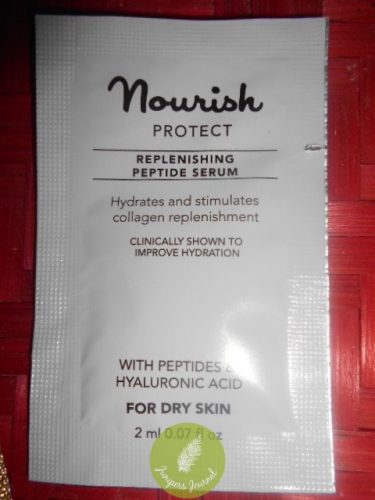 nourish
PROTECT
REPLENISHING
PEPTIDE SERUM
Hydrates and stimulates
collagen replenishment
CLINICALLY SHOWN TO
IMPROVE HYDRATION
WITH PEPTIDES &
HYALURONIC ACID
FOR DRY SKIN
2 ml 0.07 fl oz
Junipers Journal